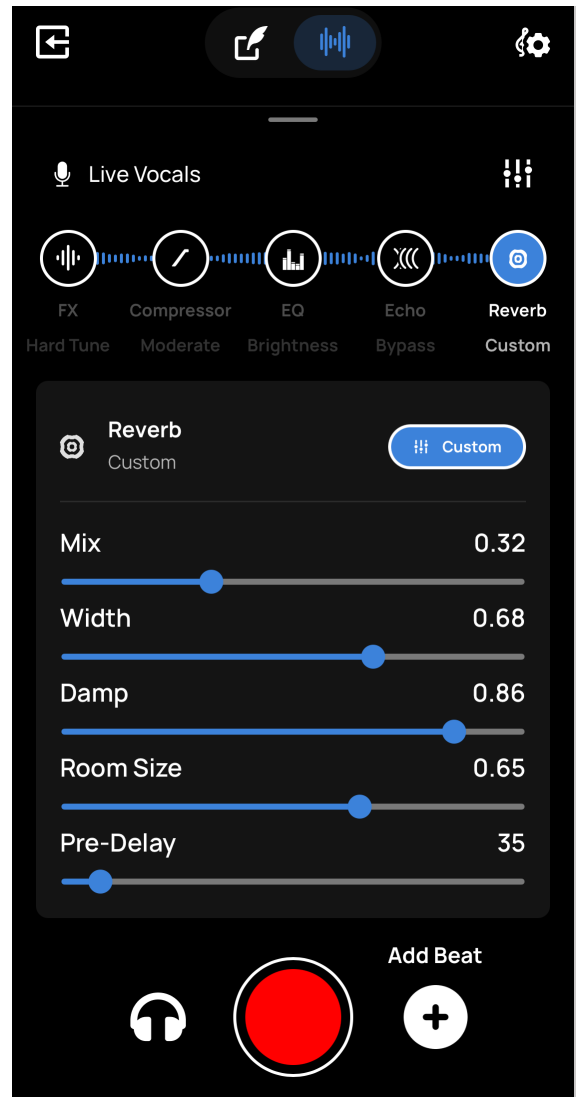 Live Vocals
FX Compressor EQ Echo Reverb
Hard Tune Moderate Brightness Bypass Custom
Reverb
Custom
Custom
Mix 0.32
Width 0.68
Damp 0.86
Room Size 0.65
Pre-Delay 35
Add Beat